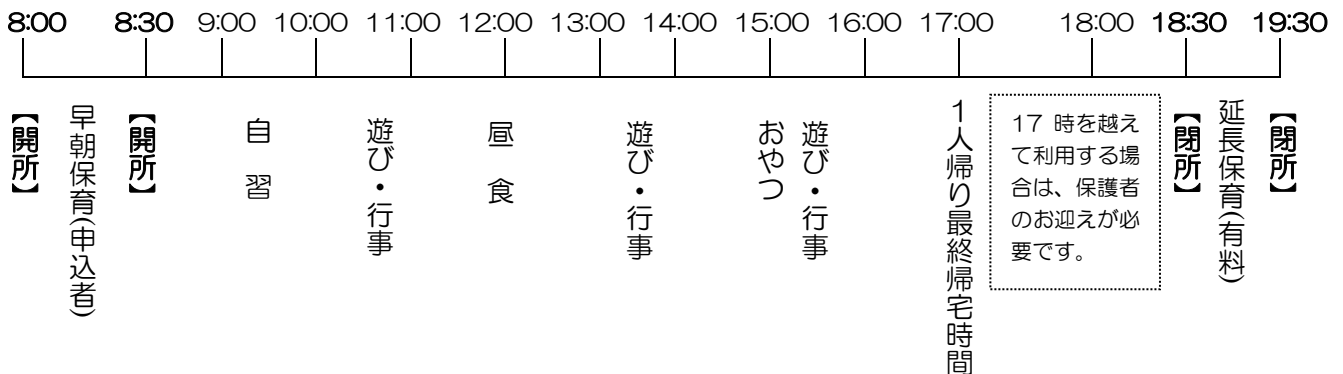 8:00 8:30 9:00 10:00 11:00 12:00 13:00 14:00 15:00 16:00 17:00 18:00 18:30 19:30
【開所】
早朝保育(申込者)
【開所】
自習
遊び・行事
昼食
遊び・行事
おやつ
遊び・行事
1人帰り最終帰宅時間
17 時を越え
て利用する場
合は、保護者
のお迎えが必
要です。
【閉所】
延長保育(有料)
【閉所】